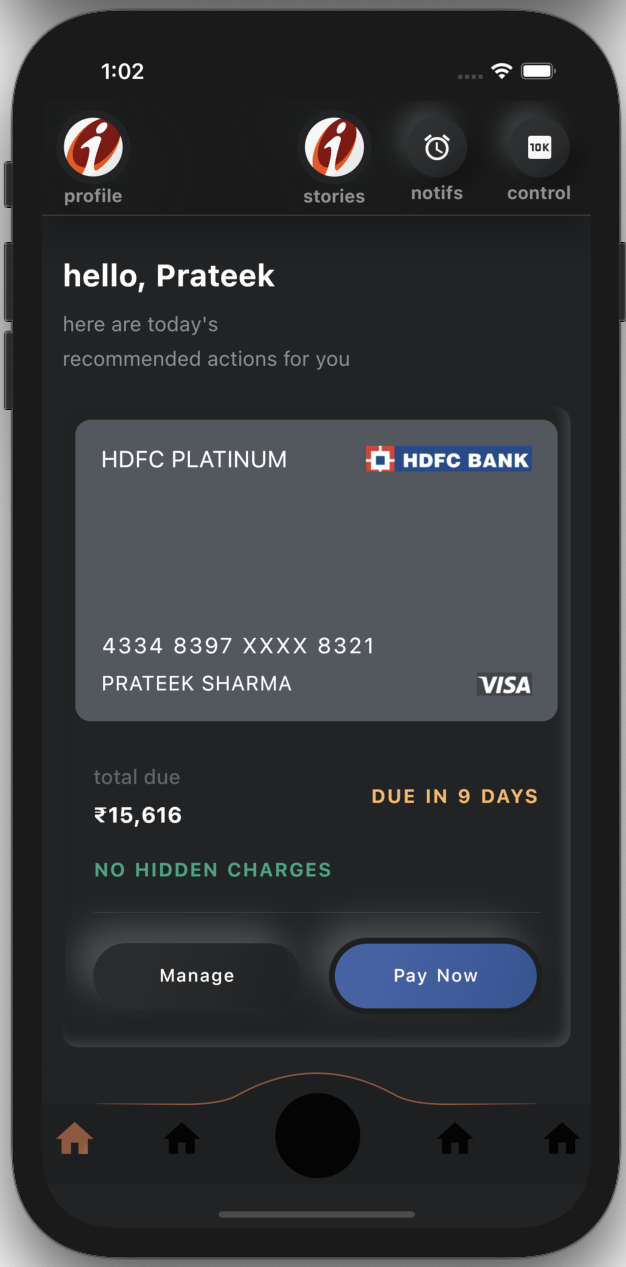 1:02
profile
stories
notifs
10K
control
hello, Prateek
here are today's
recommended actions for you
HDFC PLATINUM
HDFC BANK
4334 8397 XXXX 8321
PRATEEK SHARMA
VISA
total due
₹15,616
DUE IN 9 DAYS
NO HIDDEN CHARGES
Manage
Pay Now